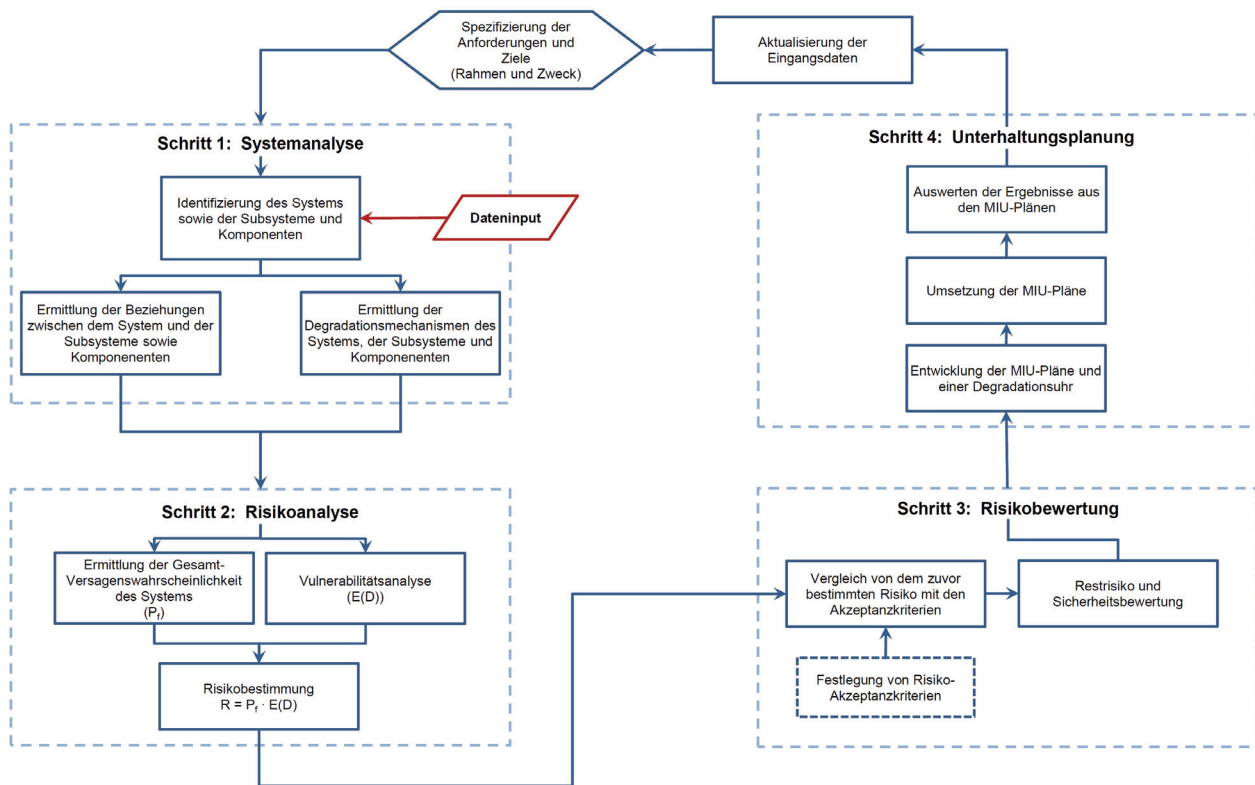 Spezifizierung der
Anforderungen und
Ziele
(Rahmen und Zweck)
Aktualisierung der
Eingangsdaten
Schritt 1: Systemanalyse
Identifizierung des Systems
sowie der Subsysteme und
Komponenten
Dateninput
Ermittlung der Beziehungen
zwischen dem System und der
Subsysteme sowie
Komponenenten
Ermittlung der
Degradationsmechanismen des
Systems, der Subsysteme und
Komponenenten
Schritt 2: Risikoanalyse
Ermittlung der Gesamt-
Versagenswahrscheinlichkeit
des Systems
(Pf)
Vulnerabilitätsanalyse
(E(D))
Risikobestimmung
R = Pf · E(D)
Schritt 3: Risikobewertung
Vergleich von dem zuvor
bestimmten Risiko mit den
Akzeptanzkriterien
Restrisiko und
Sicherheitsbewertung
Festlegung von Risiko-
Akzeptanzkriterien
Schritt 4: Unterhaltungsplanung
Auswerten der Ergebnisse aus
den MIU-Plänen
Umsetzung der MIU-Pläne
Entwicklung der MIU-Pläne und
einer Degradationsuhr